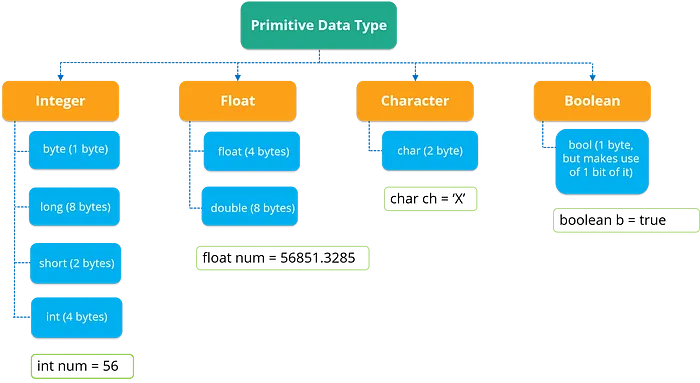 Primitive Data Type
Integer
Float
Character
Boolean
byte (1 byte)
long (8 bytes)
short (2 bytes)
int (4 bytes)
int num = 56
float (4 bytes)
double (8 bytes)
float num = 56851.3285
char (2 byte)
char ch = ‘X’
bool (1 byte,
but makes use
of 1 bit of it)
boolean b = true